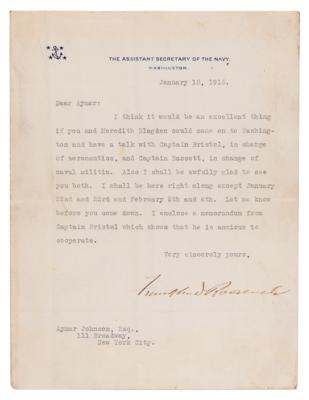 THE ASSISTANT SECRETARY OF THE NAVY,
WASHINGTON.
January 18, 1915.
Dear Aymar:
I think it would be an excellent thing
if you and Meredith Blagden could come on to Washing-
ton and have a talk with Captain Bristol, in charge
of aeronautics, and Captain Bassett, in change of
naval militia. Also I shall be awfully glad to see
you both. I shall be here right along except January
22nd and 23rd and February 5th and 6th. Let me know
before you come down. I enclose a memorandum from
Captain Bristol which shows that he is anxious to
cooperate.
Very sincerely yours,
Franklin D Roosevelt
Aymar Johnson, Esq.,
111 Broadway,
New York City.